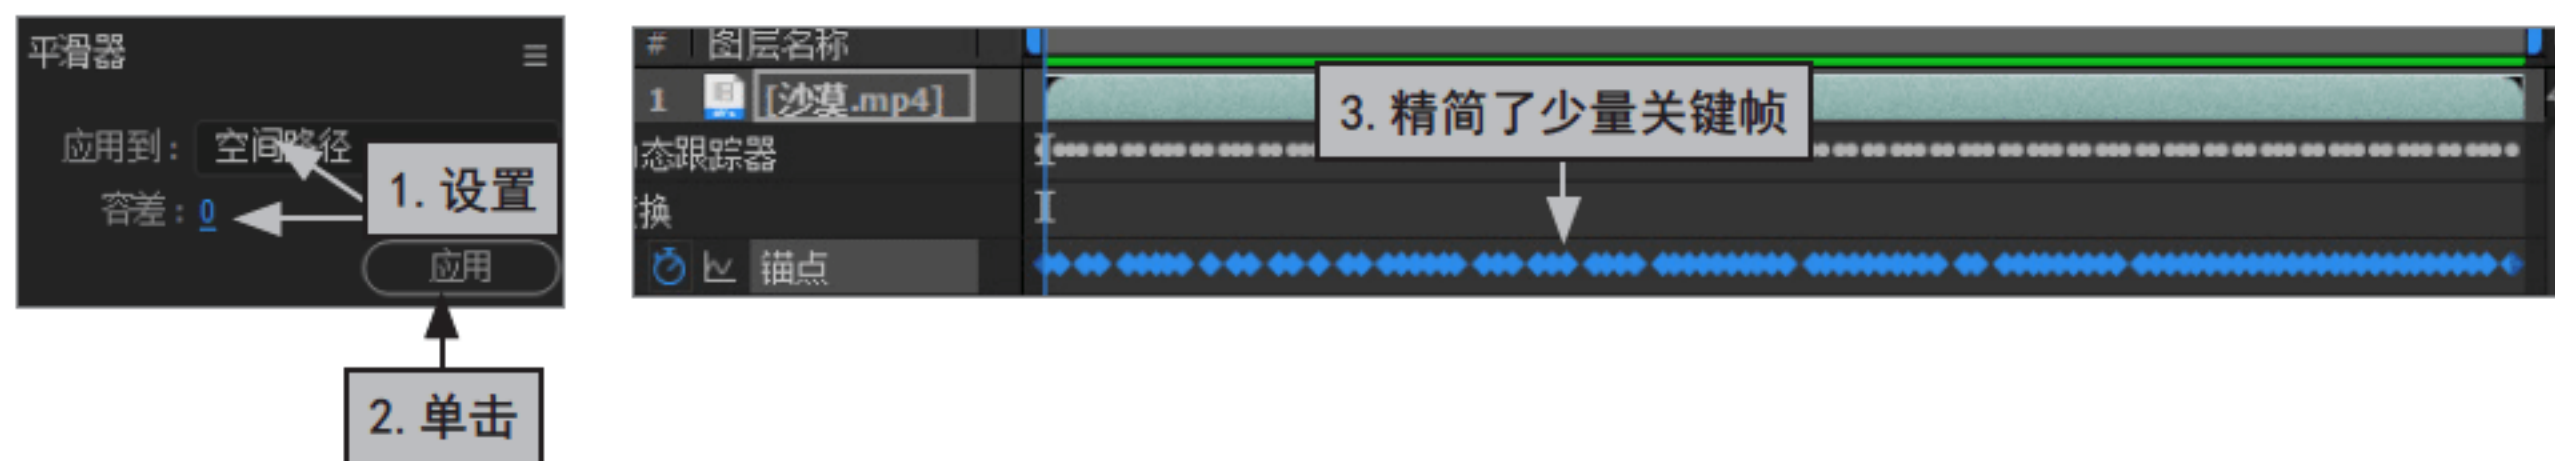 平滑器
应用到：空间路径
容差：0
1.设置
应用
2.单击
# 图层名称
1 [沙漠.mp4]
3.精简了少量关键帧
态跟踪器
换
锚点